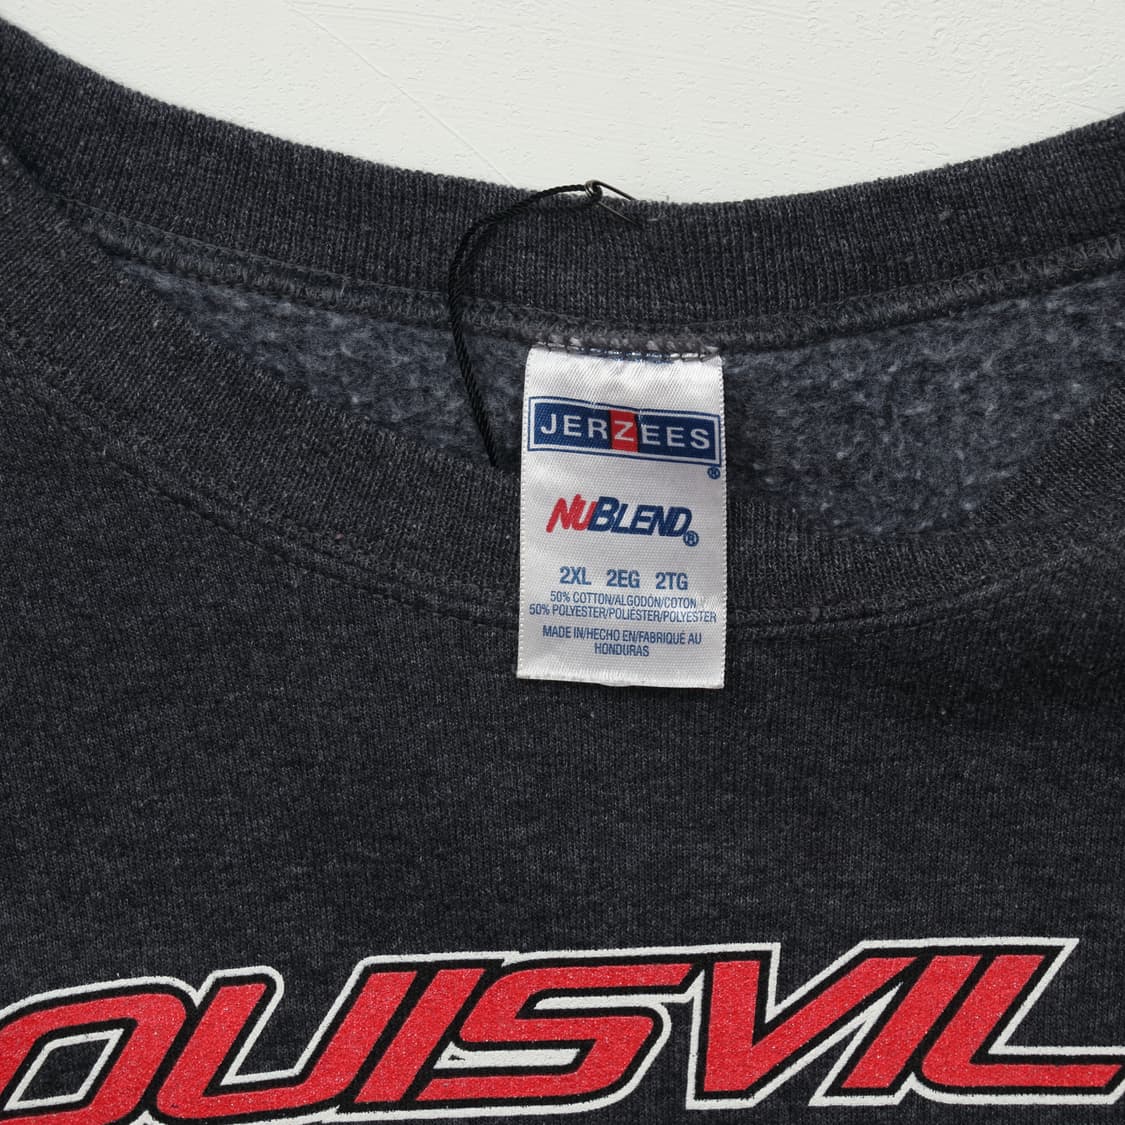 JERZEES®
NUBLEND®
2XL 2EG 2TG
50% COTTON/ALGODÓN/COTON
50% POLYESTER/POLIÉSTER/POLYESTER
MADE IN/HECHO EN/FABRIQUÉ AU
HONDURAS
OUISVIL